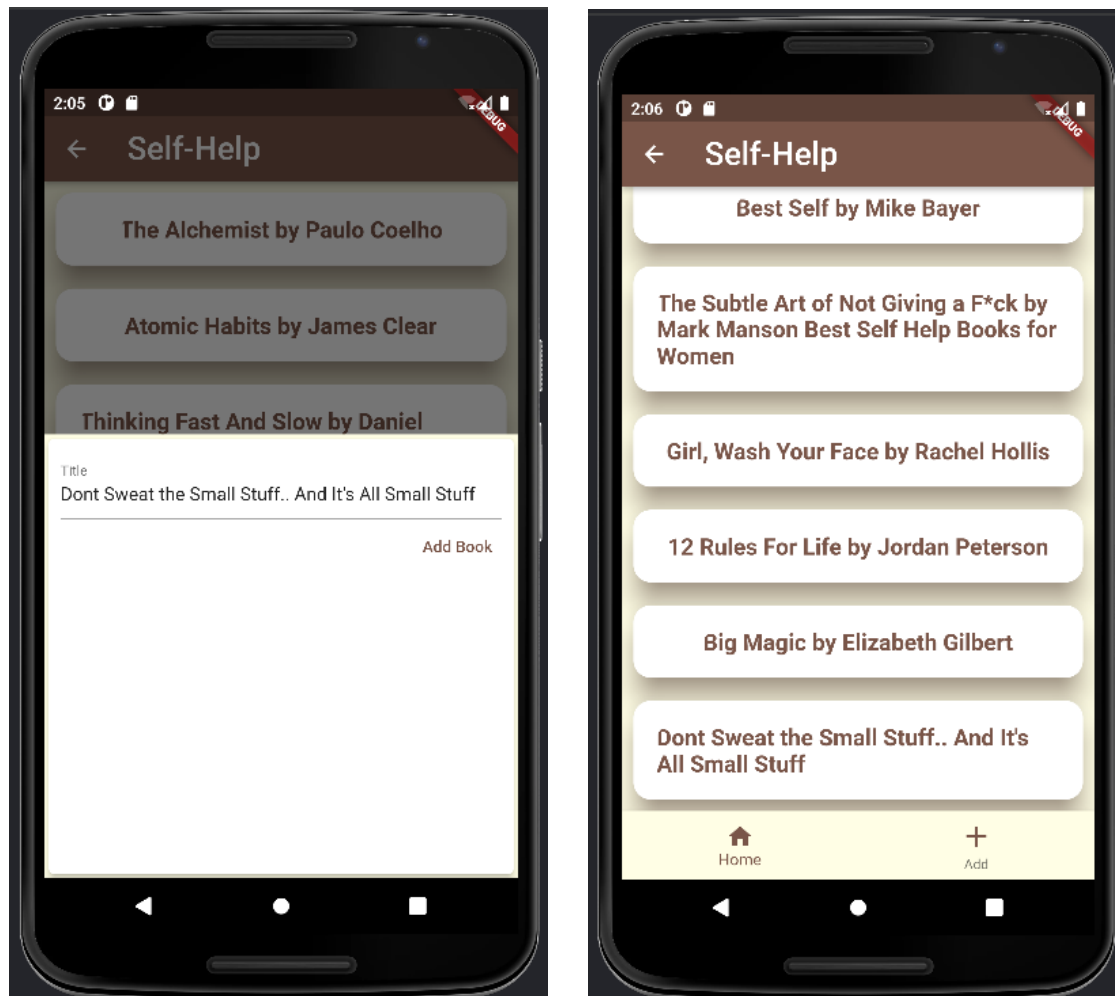 2:05
DEBUG
Self-Help
The Alchemist by Paulo Coelho
Atomic Habits by James Clear
Thinking Fast And Slow by Daniel
Title
Dont Sweat the Small Stuff.. And It's All Small Stuff
Add Book
2:06
DEBUG
Self-Help
Best Self by Mike Bayer
The Subtle Art of Not Giving a F*ck by
Mark Manson Best Self Help Books for
Women
Girl, Wash Your Face by Rachel Hollis
12 Rules For Life by Jordan Peterson
Big Magic by Elizabeth Gilbert
Dont Sweat the Small Stuff.. And It's
All Small Stuff
Home
Add